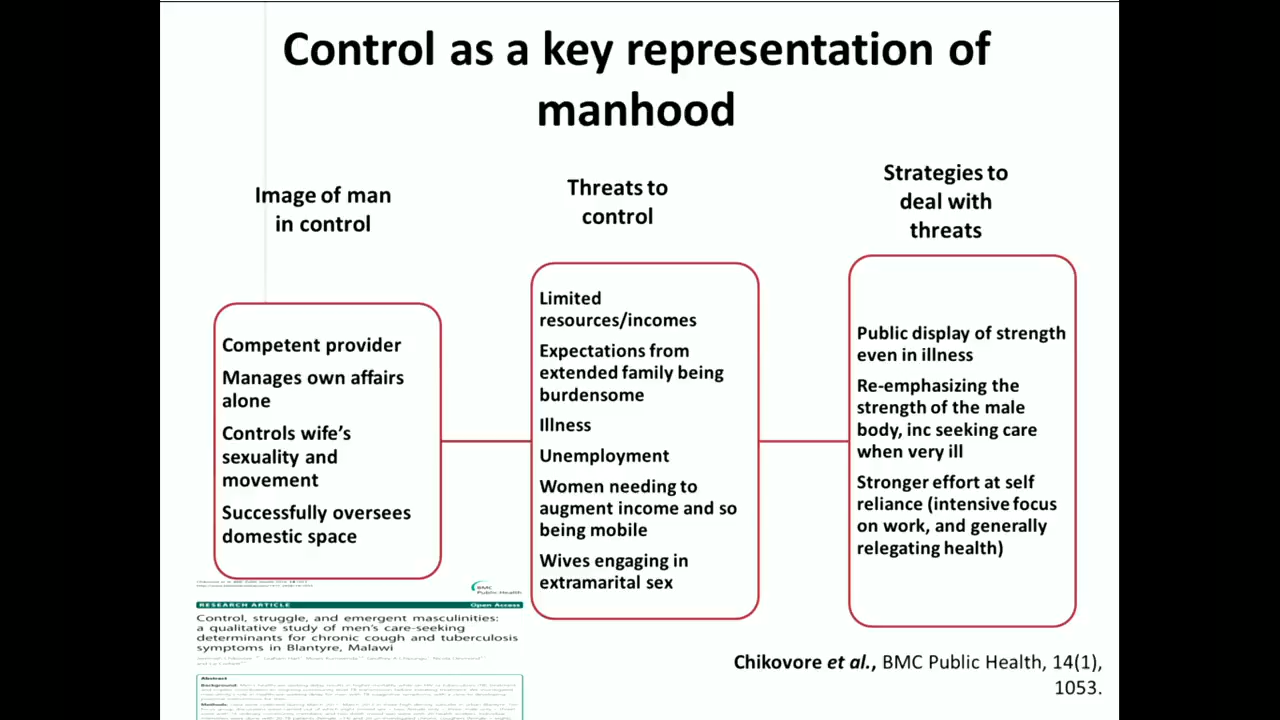 Control as a key representation of
manhood
Image of man
in control
Threats to
control
Strategies to
deal with
threats
Competent provider
Manages own affairs
alone
Controls wife's
sexuality and
movement
Successfully oversees
domestic space
Limited
resources/incomes
Expectations from
extended family being
burdensome
Illness
Unemployment
Women needing to
augment income and so
being mobile
Wives engaging in
extramarital sex
Public display of strength
even in illness
Re-emphasizing the
strength of the male
body, inc seeking care
when very ill
Stronger effort at self
reliance (intensive focus
on work, and generally
relegating health)
BMC
Public Health
RESEARCH ARTICLE Open Access
Control, struggle, and emergent masculinities:
a qualitative study of men's care-seeking
determinants for chronic cough and tuberculosis
symptoms in Blantyre, Malawi
Abstract
Background:
Methods:
Chikovore et al., BMC Public Health, 14(1),
1053.